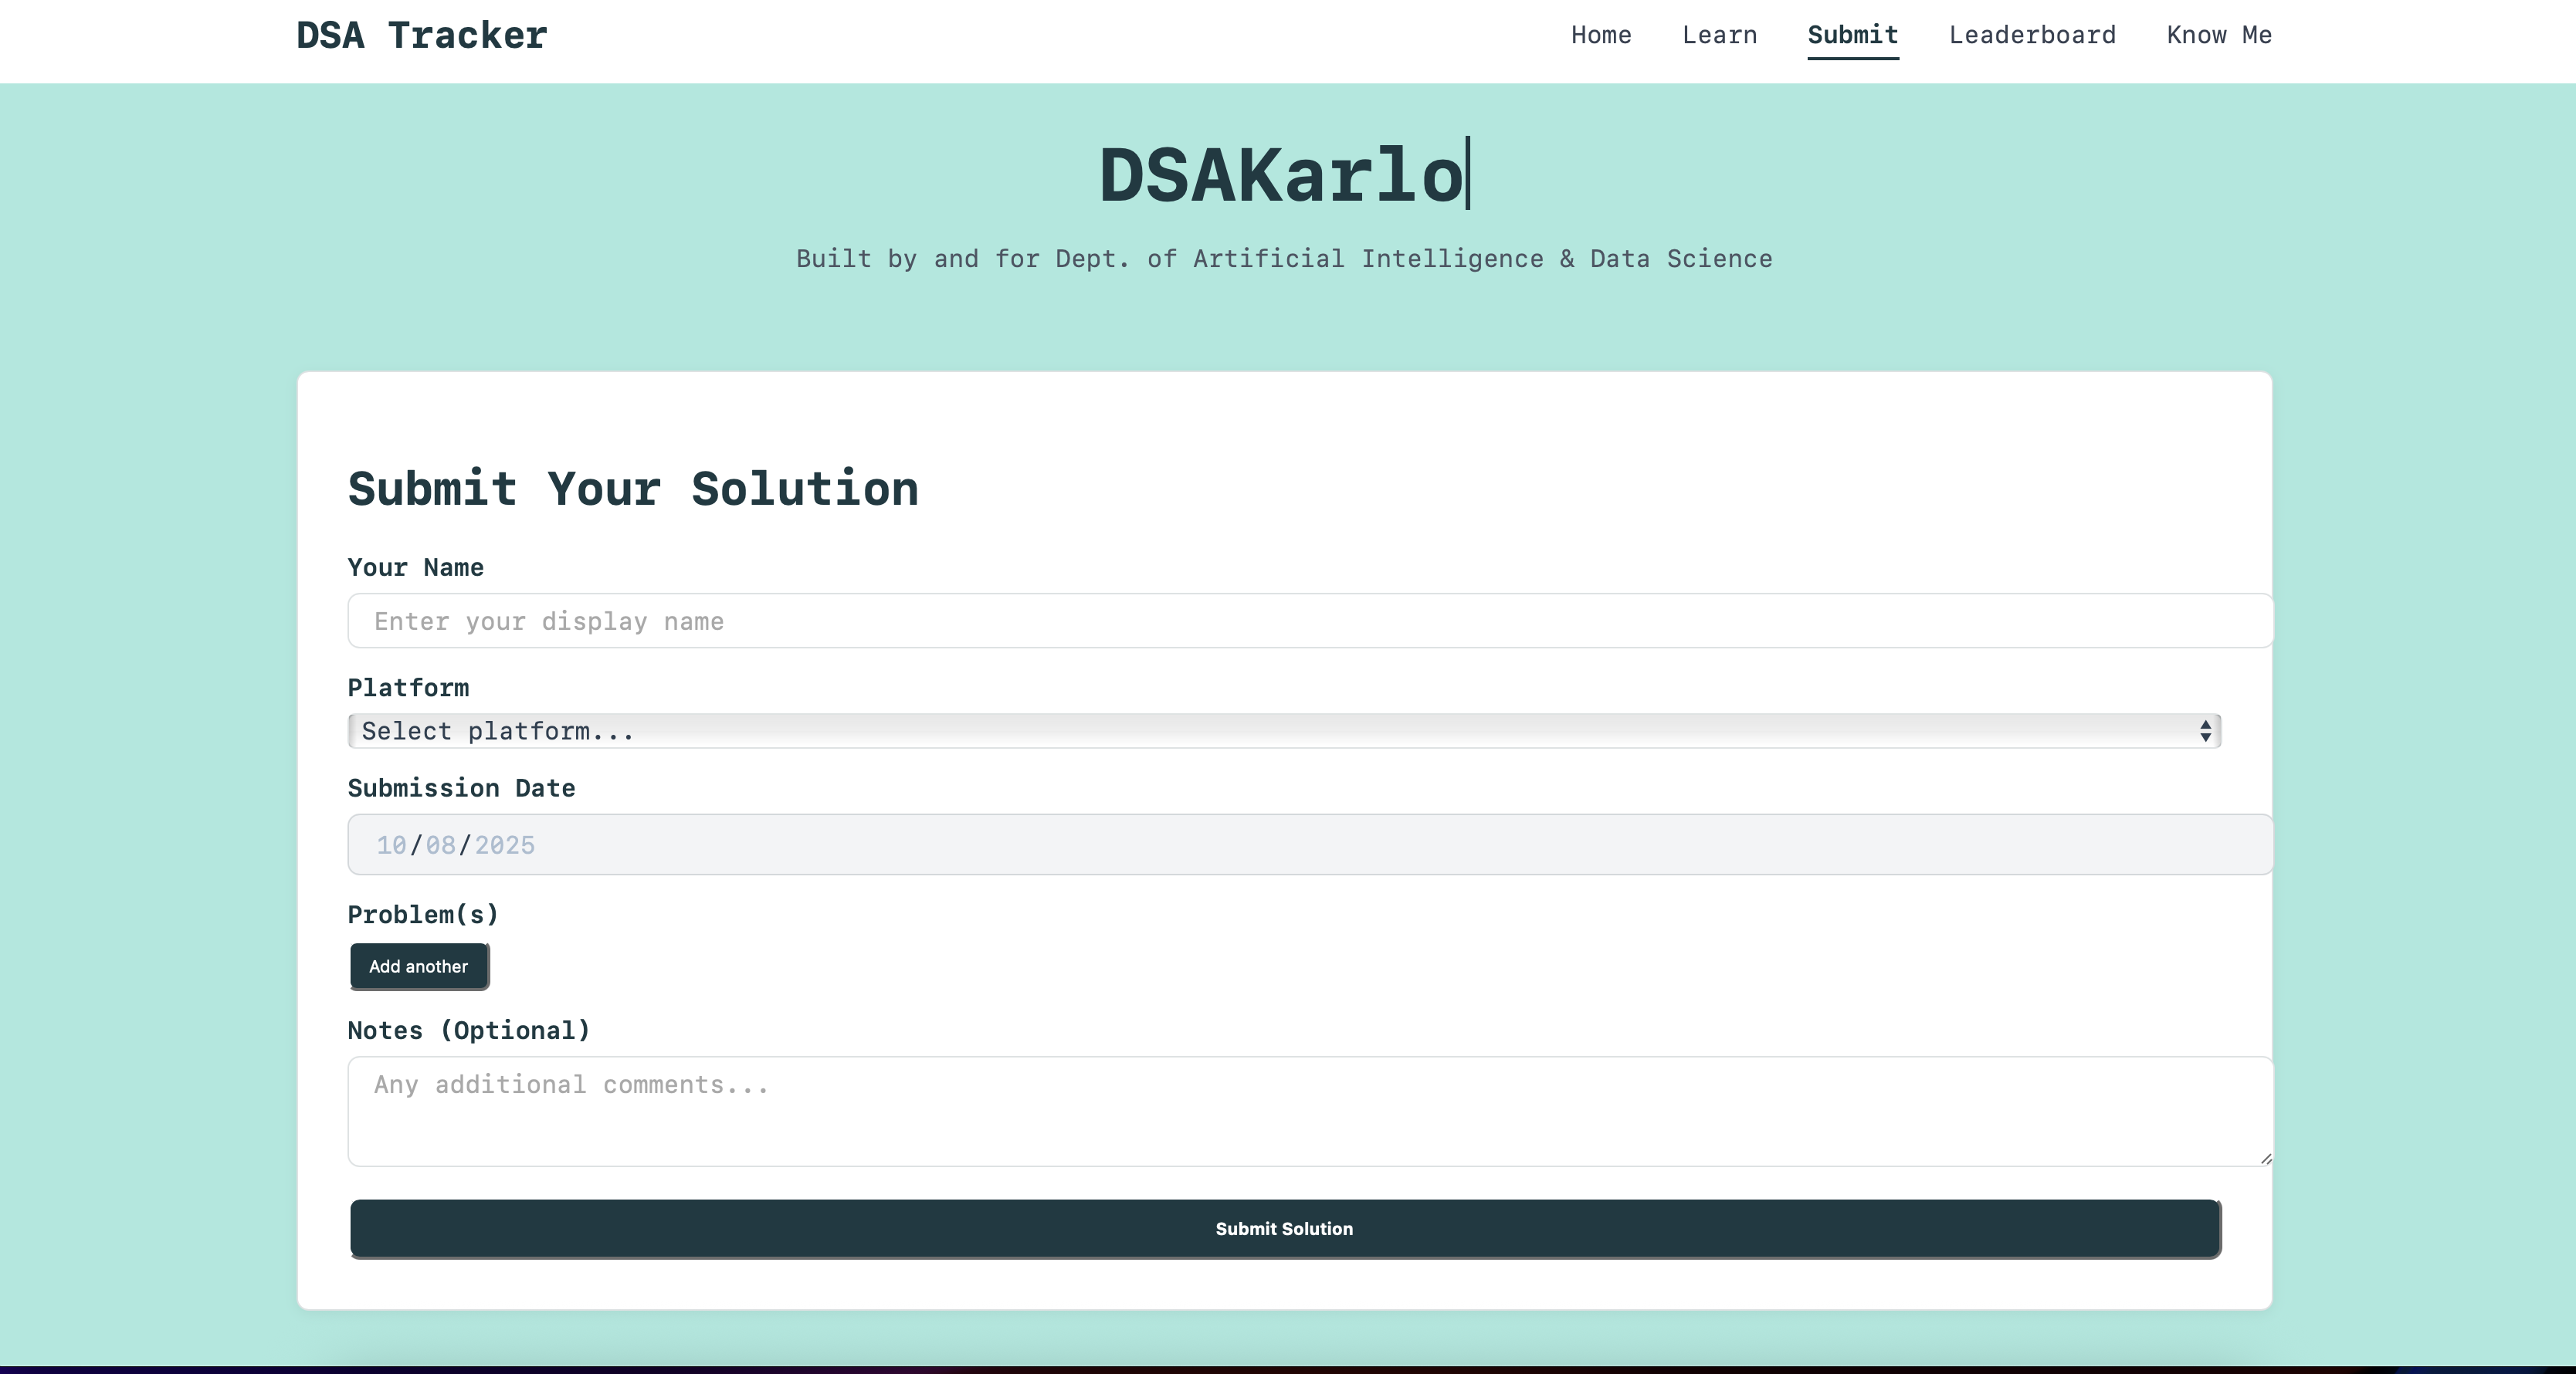 DSA Tracker
Home Learn Submit Leaderboard Know Me
DSAKarlo
Built by and for Dept. of Artificial Intelligence & Data Science
Submit Your Solution
Your Name
Enter your display name
Platform
Select platform...
Submission Date
10/08/2025
Problem(s)
Add another
Notes (Optional)
Any additional comments...
Submit Solution